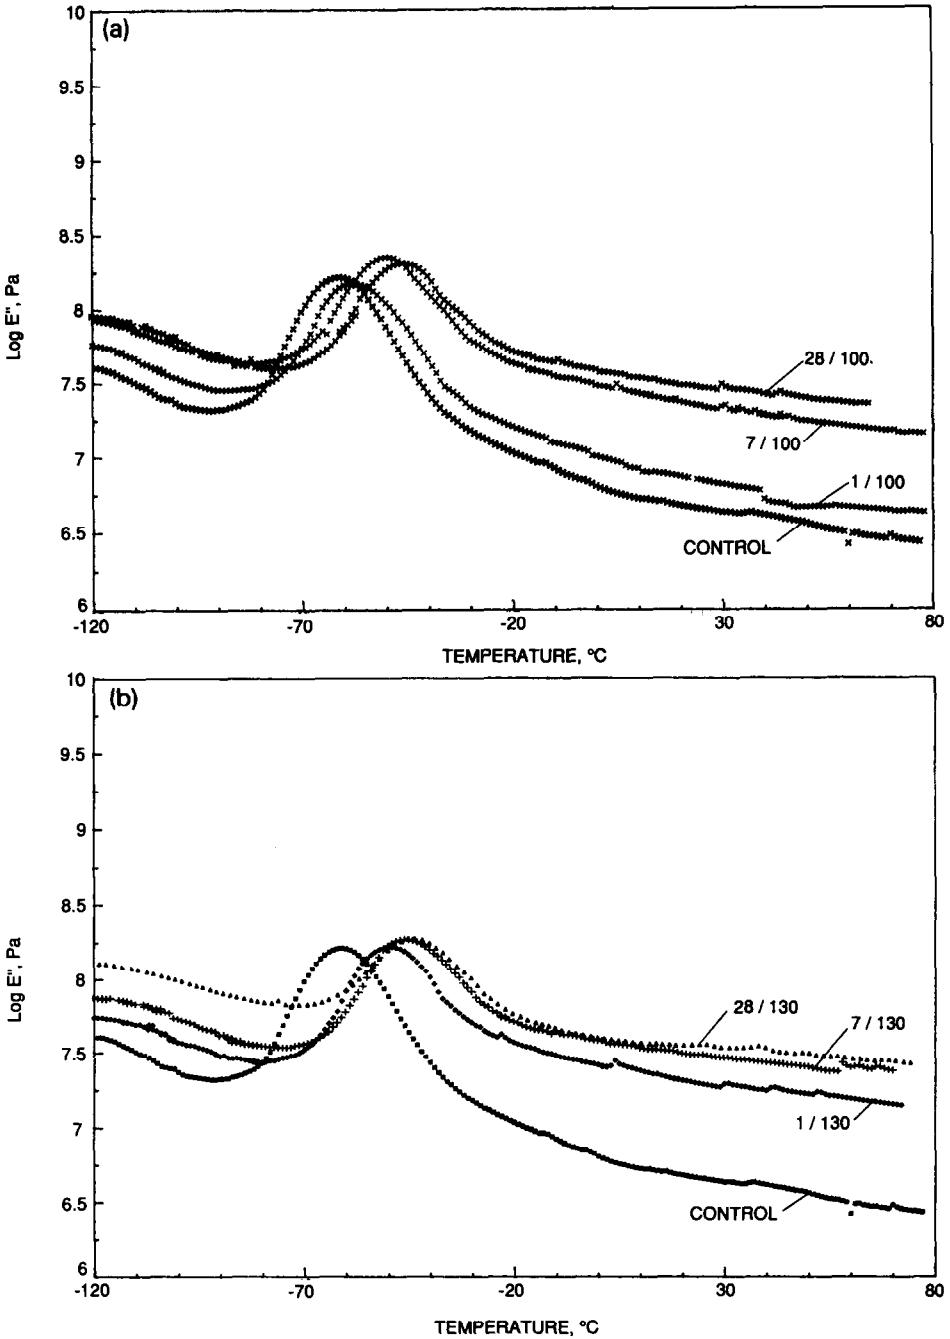 10
(a)
9.5
9
8.5
8
7.5
7
6.5
6
Log E", Pa
28 / 100.
7 / 100
1 / 100
CONTROL
-120
-70
-20
30
80
TEMPERATURE, °C
10
(b)
9.5
9
8.5
8
7.5
7
6.5
6
Log E", Pa
28 / 130
7 / 130
1 / 130
CONTROL
-120
-70
-20
30
80
TEMPERATURE, °C